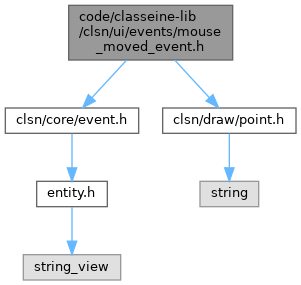 code/classeine-lib
/clsn/ui/events/mouse
_moved_event.h
clsn/core/event.h
clsn/draw/point.h
entity.h
string
string_view